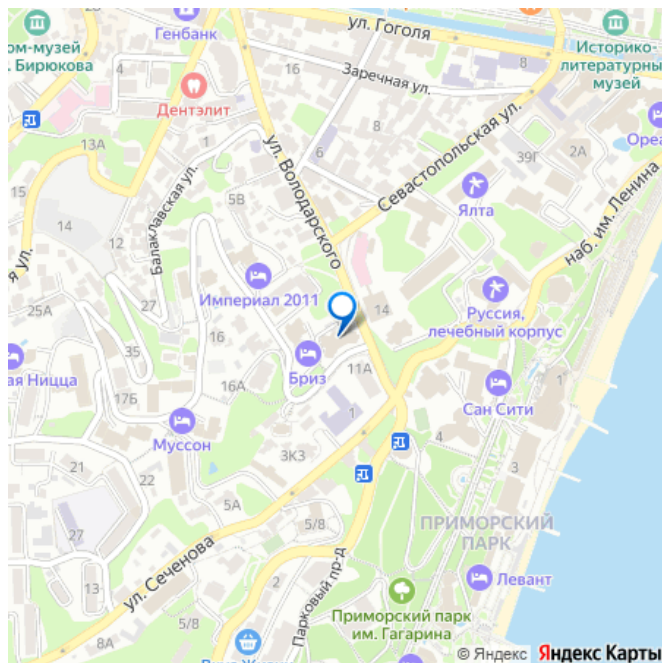 ул. Гоголя
Генбанк
ом-музей
. Бирюкова
4
16
Заречная ул.
Историко-
литературны
музей
Дентэлит
13А
1
ул. Володарского
8
6
Севастопольская ул.
39Г
2А
Ореа
15
14
12
Балаклавская ул.
5В
Ялта
наб. им. Ленина
я ул.
27
Империал 2011
25А
16
14
Россия,
лечебный корпус
35
ая Ницца
16А
Бриз
11А
1
17Б
Сан Сити
Муссон
1
4
3К3
3
21
22
5А
5/8
ПРИМОРСКИЙ
ПАРК
ул. Сеченова
13
2
Парковый пр-д
Левант
5/8
8А
Приморский парк
им. Гагарина
© Яндекс Яндекс Карты